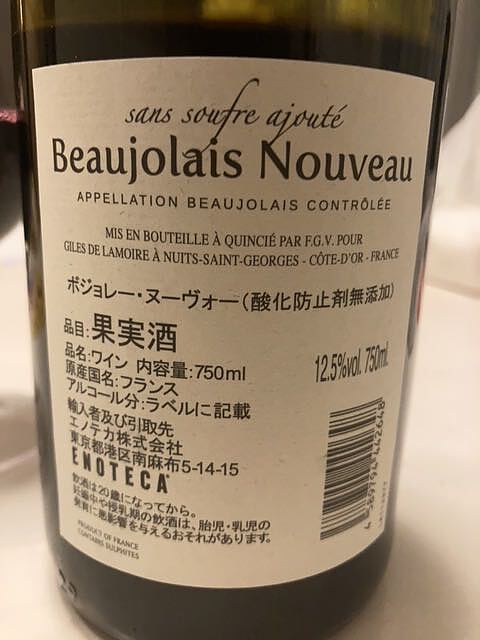 sans soufre ajouté
Beaujolais Nouveau
APPELLATION BEAUJOLAIS CONTRÔLÉE
MIS EN BOUTEILLE À QUINCIÉ PAR F.G.V. POUR
GILES DE LAMOIRE À NUITS-SAINT-GEORGES - CÔTE-D'OR - FRANCE
ボジョレー・ヌーヴォー(酸化防止剤無添加)
品目:果実酒
品名:ワイン 内容量:750ml
原産国名:フランス
アルコール分:ラベルに記載
12.5%vol. 750ml.
輸入者及び引取先
エノテカ株式会社
東京都港区南麻布5-14-15
ENOTECA
飲酒は20歳になってから。
妊娠中や授乳期の飲酒は、胎児・乳児の
発育に悪影響を与えるおそれがあります。
PRODUCT OF FRANCE
CONTAINS SULPHITES